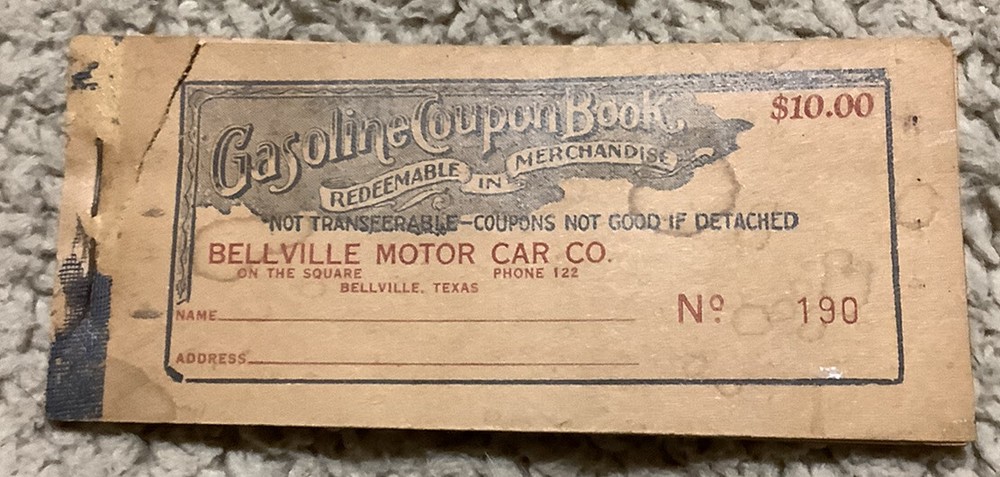 Gasoline Coupon Book.
$10.00
REDEEMABLE IN MERCHANDISE
NOT TRANSFERABLE—COUPONS NOT GOOD IF DETACHED
BELLVILLE MOTOR CAR CO.
ON THE SQUARE PHONE 122
BELLVILLE, TEXAS
NAME
Nº 190
ADDRESS